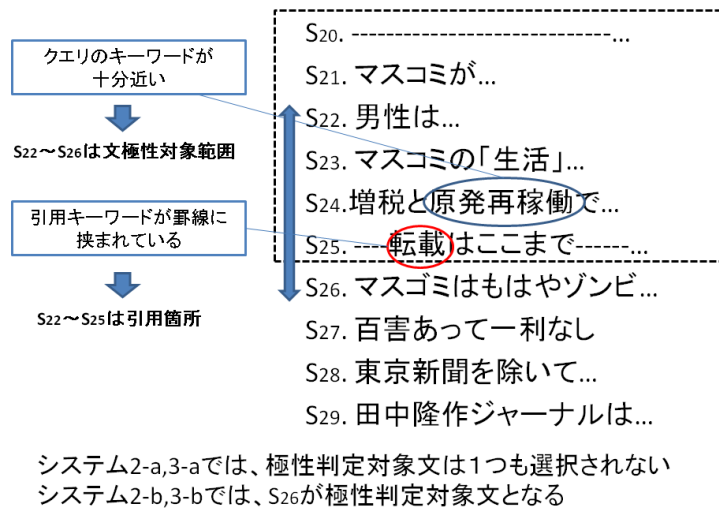 クエリのキーワードが
十分近い
S22～S26は文極性対象範囲
引用キーワードが罫線に
挟まれている
S22～S25は引用箇所
S20. ----------------------------...
S21. マスコミが...
S22. 男性は...
S23. マスコミの「生活」...
S24.増税と原発再稼働で...
S25. ----転載はここまで------...
S26. マスゴミはもはやゾンビ...
S27. 百害あって一利なし
S28. 東京新聞を除いて...
S29. 田中隆作ジャーナルは...
システム2-a,3-aでは、極性判定対象文は１つも選択されない
システム2-b,3-bでは、S26が極性判定対象文となる